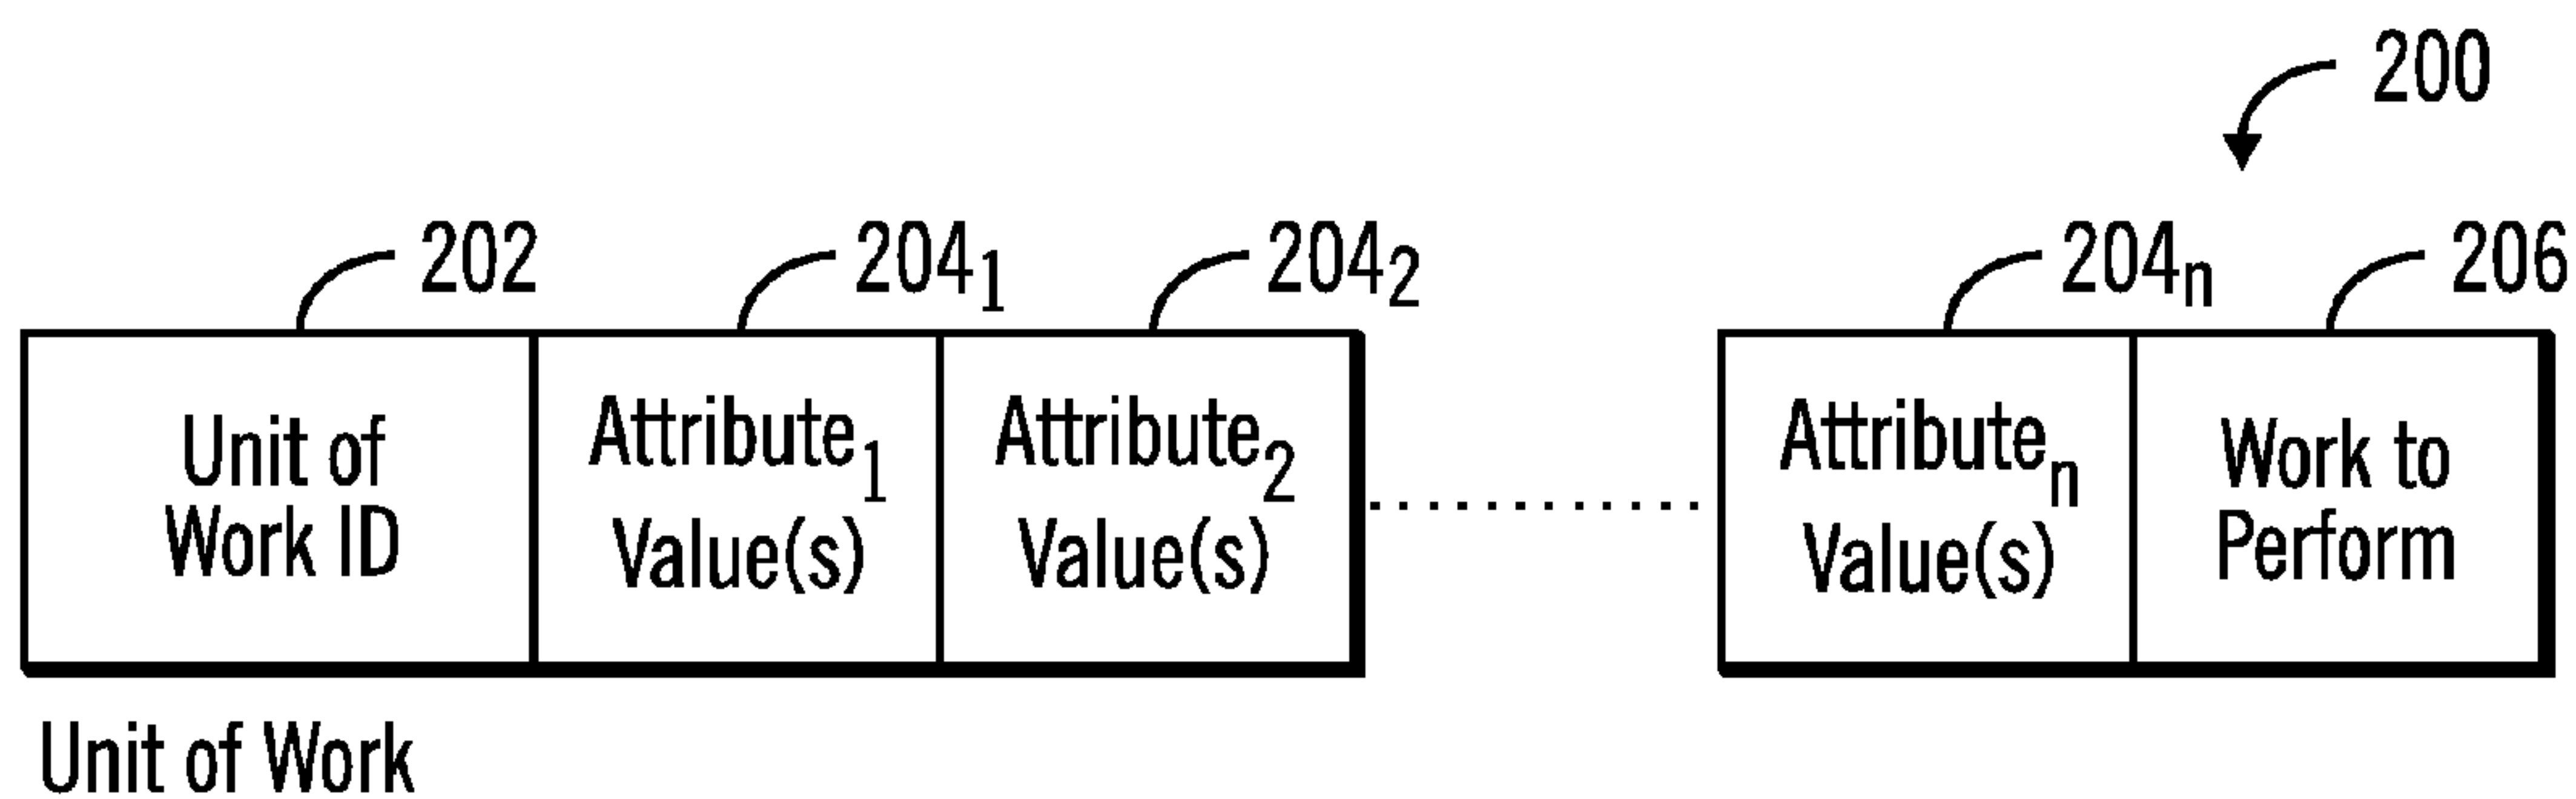 200
202
204₁
204₂
204ₙ
206
Unit of
Work ID
Attribute₁
Value(s)
Attribute₂
Value(s)
Attributeₙ
Value(s)
Work to
Perform
Unit of Work